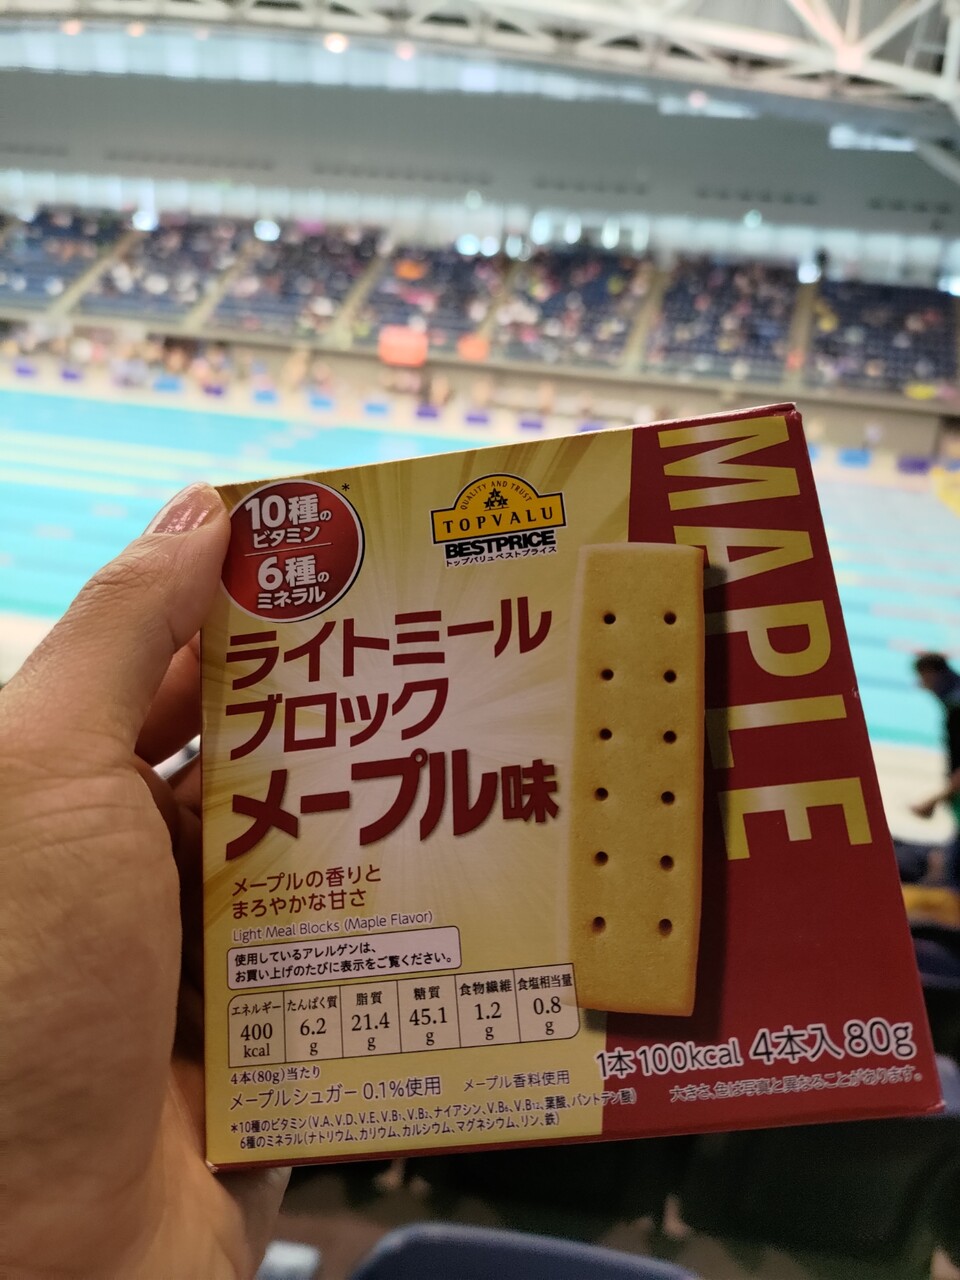 10種の
ビタミン
6種の
ミネラル
*
QUALITY AND TRUST
TOPVALU
BESTPRICE
トップバリュベストプライス
MAPLE
ライトミール
ブロック
メープル味
メープルの香りと
まろやかな甘さ
Light Meal Blocks (Maple Flavor)
使用しているアレルゲンは、
お買い上げのたびに表示をご覧ください。
エネルギー たんぱく質 脂質 糖質 食物繊維 食塩相当量
400 6.2 21.4 45.1 1.2 0.8
kcal g g g g g
4本(80g)当たり
メープルシュガー 0.1%使用 メープル香料使用
1本100kcal 4本入80g
大きさ、色は写真と異なることがあります。
*10種のビタミン(V.A、V.D、V.E、V.B₁、V.B₂、ナイアシン、V.B₆、V.B₁₂、葉酸、パントテン酸)
6種のミネラル(ナトリウム、カリウム、カルシウム、マグネシウム、リン、鉄)